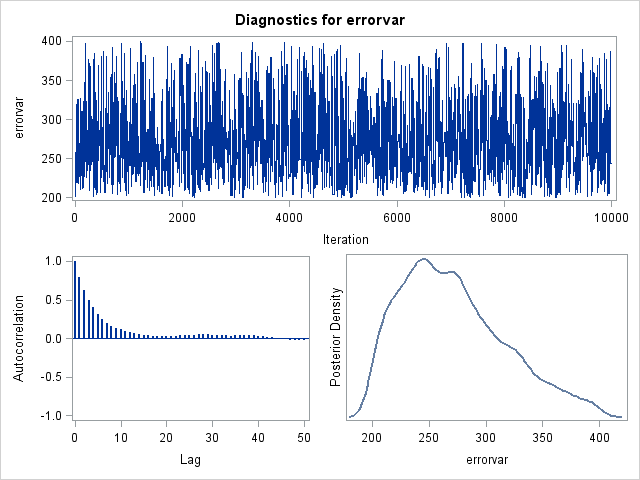 Diagnostics for errorvar
errorvar
400
350
300
250
200
0 2000 4000 6000 8000 10000
Iteration
Autocorrelation
1.0
0.5
0.0
-0.5
-1.0
0 10 20 30 40 50
Lag
Posterior Density
200 250 300 350 400
errorvar